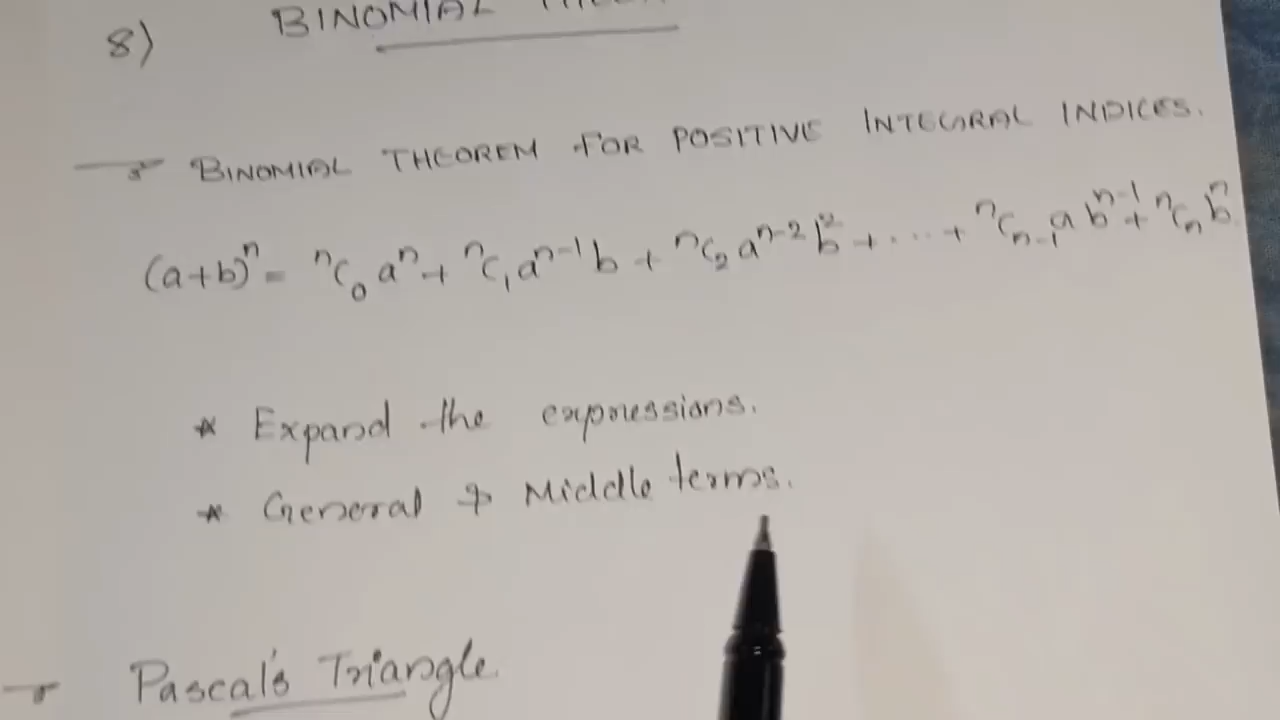 8) BINOMIAL
BINOMIAL THEOREM FOR POSITIVE INTEGRAL INDICES.
(a+b)ⁿ = ⁿC₀ aⁿ + ⁿC₁ aⁿ⁻¹ b + ⁿC₂ aⁿ⁻² b² + ... + ⁿCₙ₋₁ a bⁿ⁻¹ + ⁿCₙ bⁿ
* Expand the expressions.
* General & Middle terms.
Pascal's Triangle.